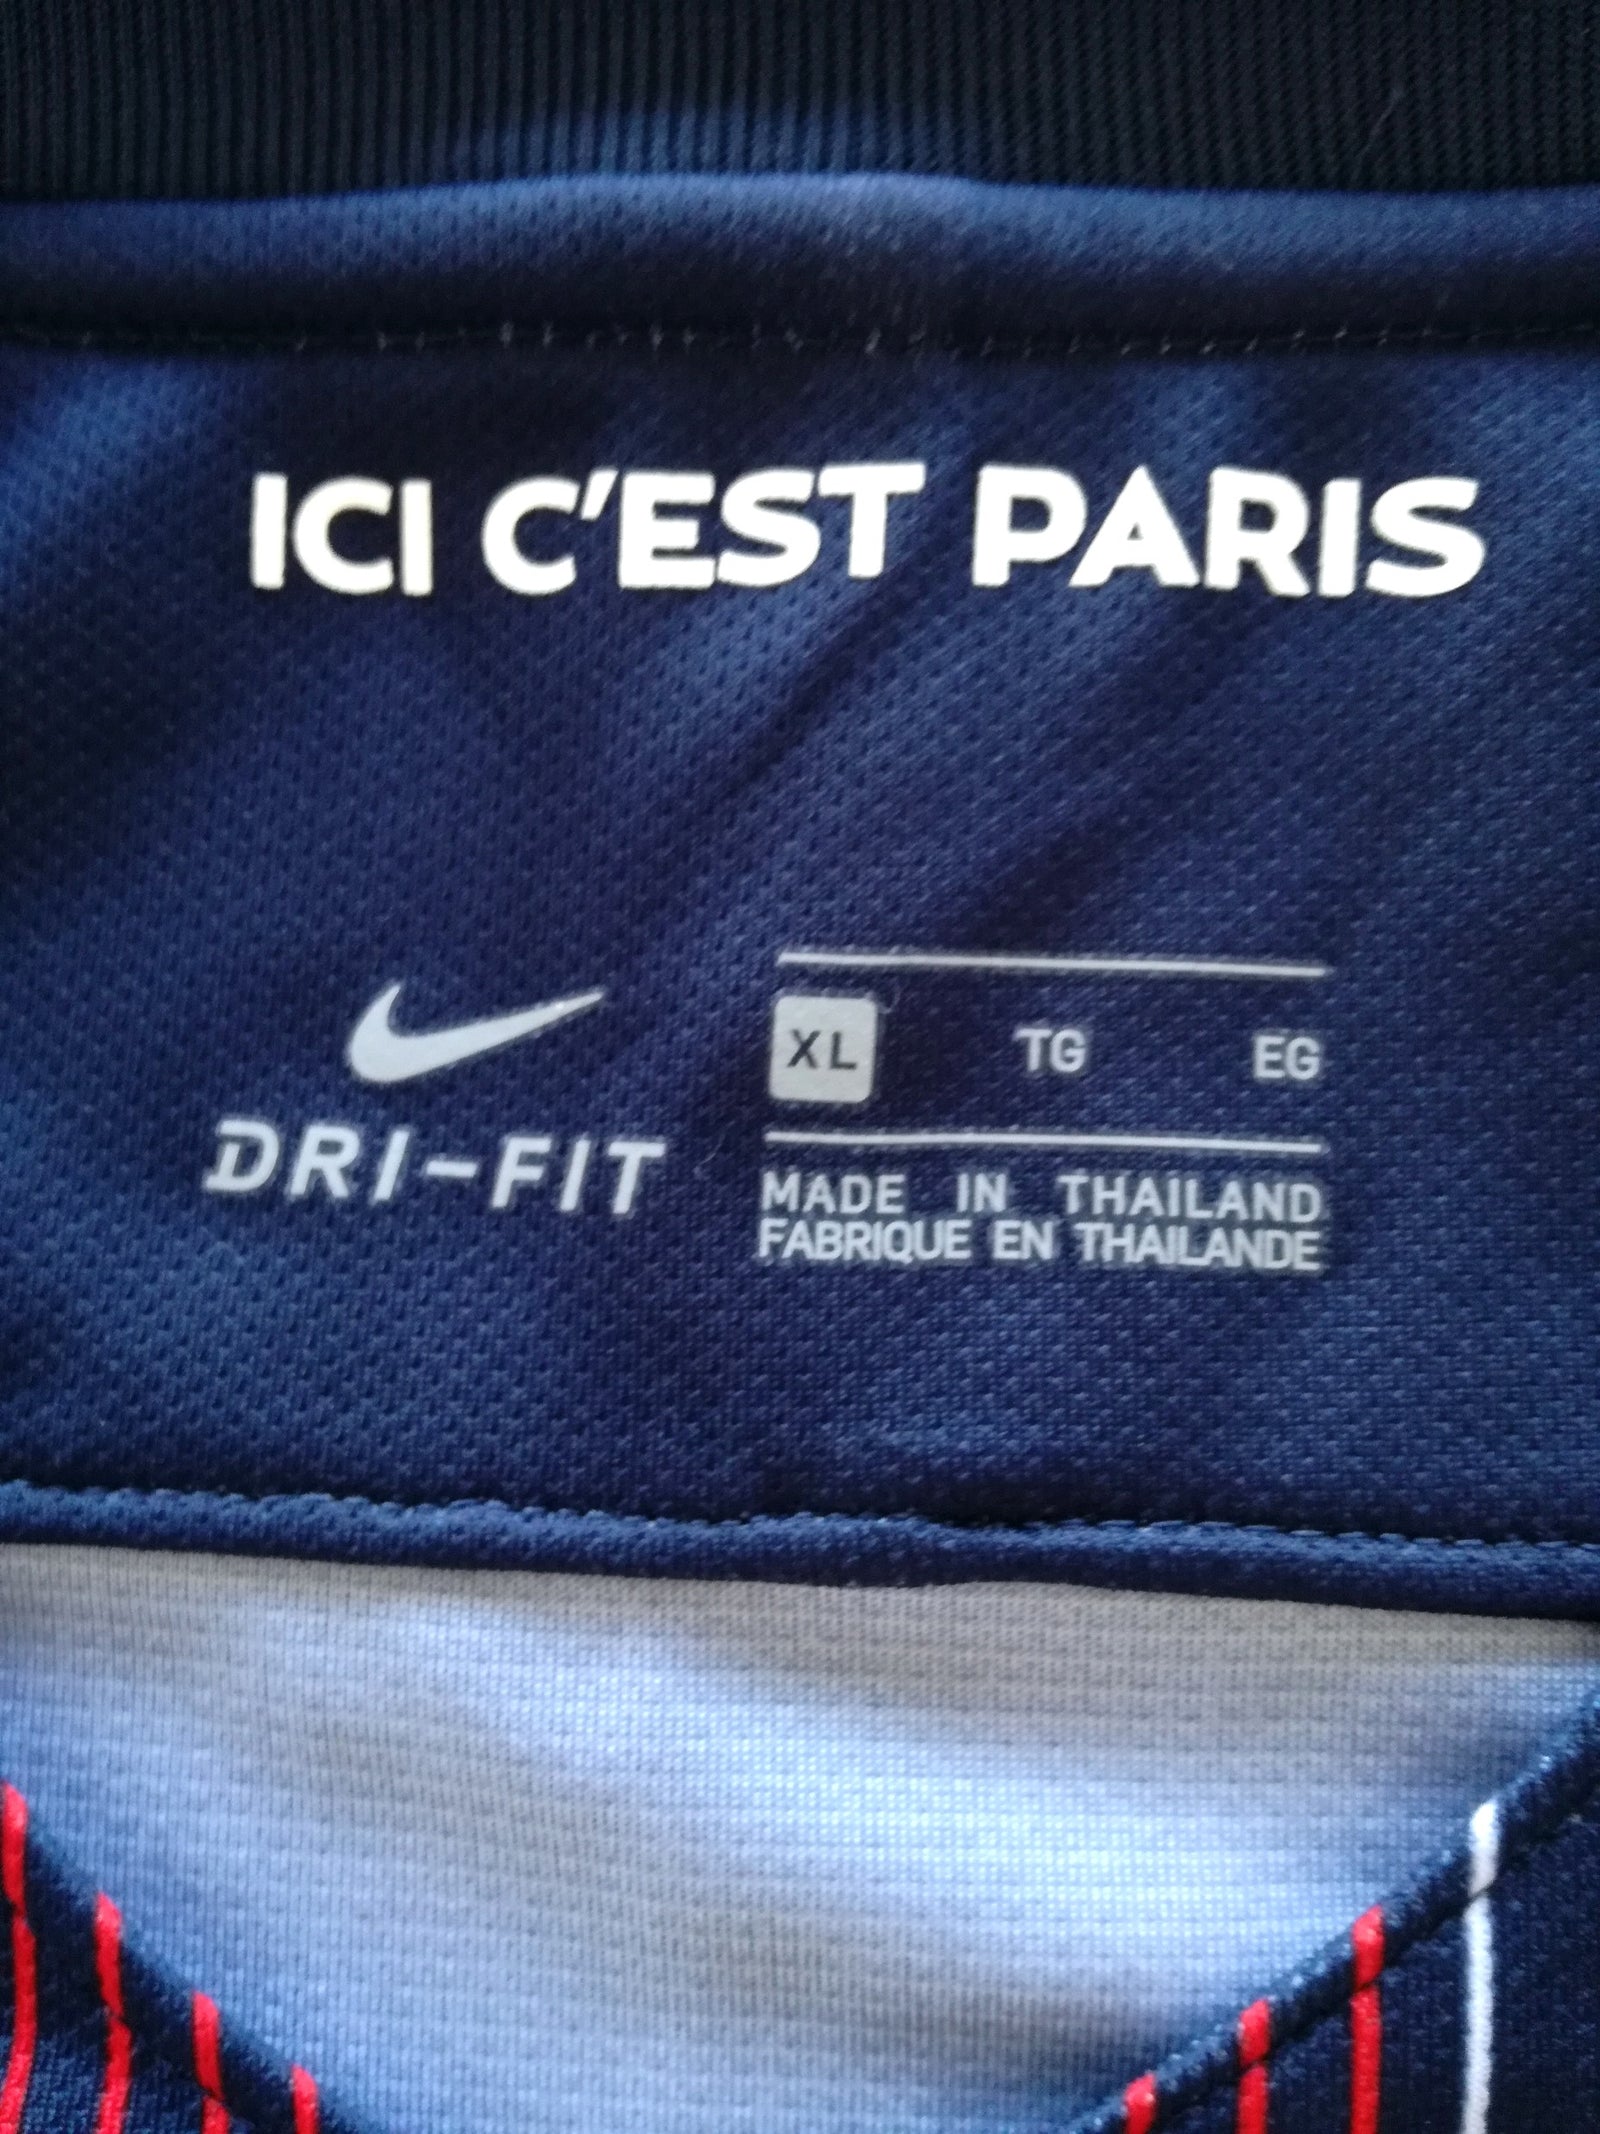 ICI C'EST PARIS
DRI-FIT
XL TG EG
MADE IN THAILAND
FABRIQUE EN THAILANDE